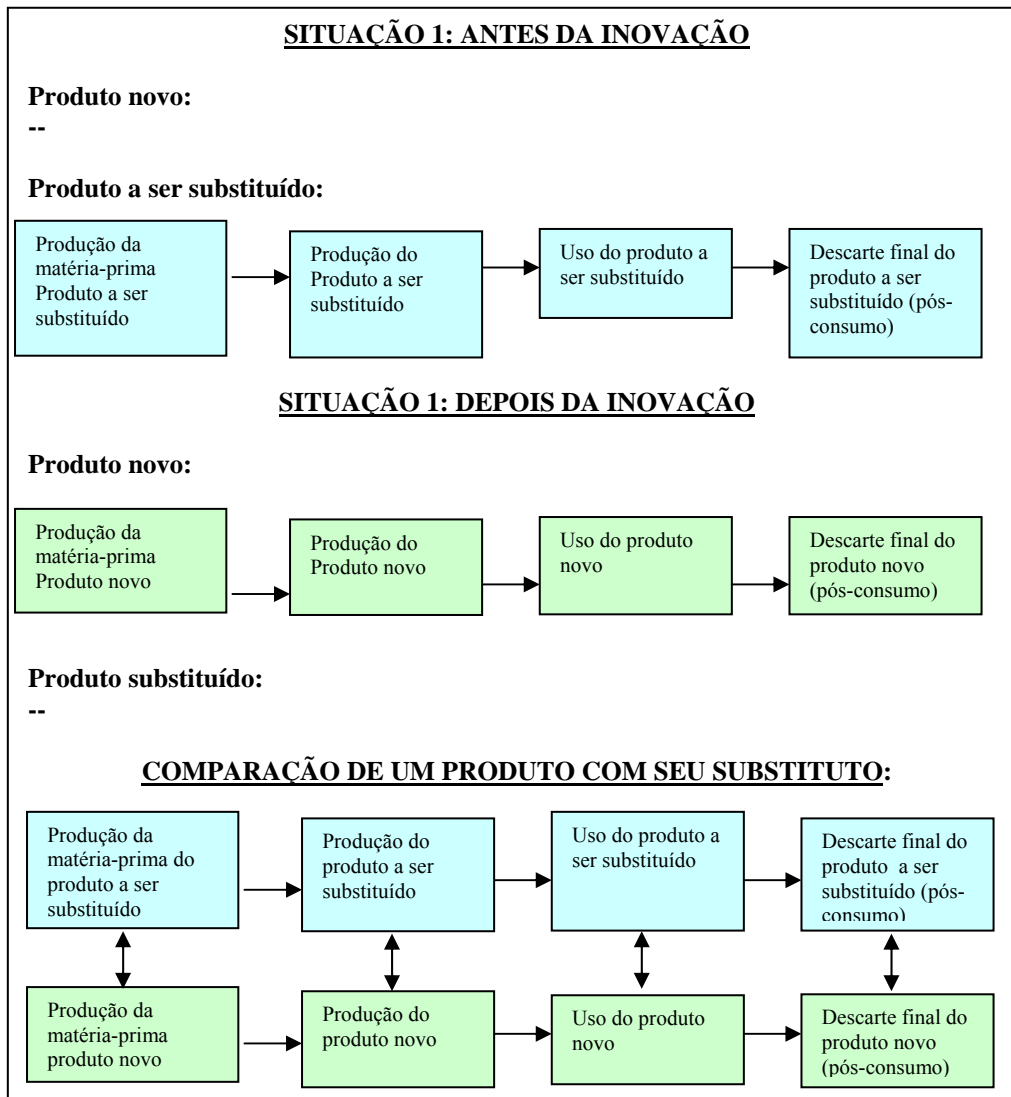 SITUAÇÃO 1: ANTES DA INOVAÇÃO
Produto novo:
--
Produto a ser substituído:
Produção da
matéria-prima
Produto a ser
substituído
Produção do
Produto a ser
substituído
Uso do produto a
ser substituído
Descarte final do
produto a ser
substituído (pós-
consumo)
SITUAÇÃO 1: DEPOIS DA INOVAÇÃO
Produto novo:
Produção da
matéria-prima
Produto novo
Produção do
Produto novo
Uso do produto
novo
Descarte final do
produto novo
(pós-consumo)
Produto substituído:
--
COMPARAÇÃO DE UM PRODUTO COM SEU SUBSTITUTO:
Produção da
matéria-prima do
produto a ser
substituído
Produção do
produto a ser
substituído
Uso do produto a
ser substituído
Descarte final do
produto a ser
substituído (pós-
consumo)
Produção da
matéria-prima
produto novo
Produção do
produto novo
Uso do produto
novo
Descarte final do
produto novo
(pós-consumo)